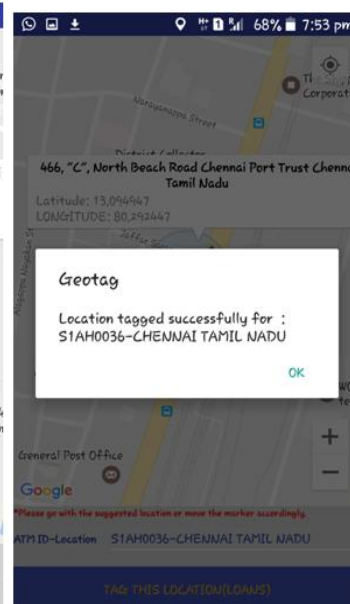 68% 7:53 pm
Corporat
Narayanappa Street
District Collector
466, "C", North Beach Road Chennai Port Trust Chenna
Tamil Nadu
Latitude: 13,094947
LONGITUDE: 80,292447
Jaffar
Geotag
Location tagged successfully for :
S1AH0036-CHENNAI TAMIL NADU
OK
General Post Office
Google
*Please go with the suggested location or move the marker accordingly.
ATM ID-Location S1AH0036-CHENNAI TAMIL NADU
TAG THIS LOCATION(LOANS)